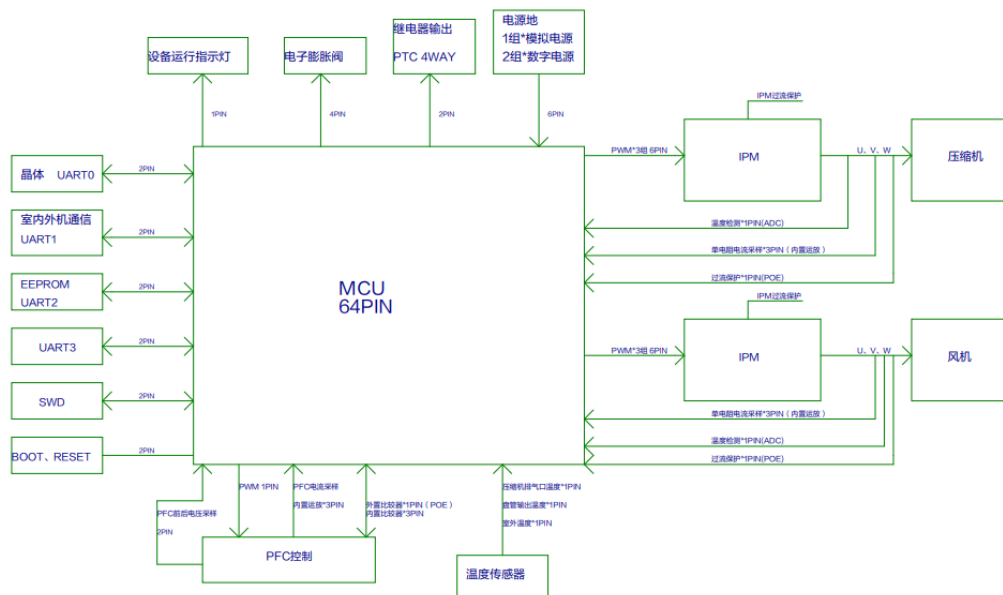 设备运行指示灯
电子膨胀阀
继电器输出
PTC 4WAY
电源地
1组*模拟电源
2组*数字电源
1PIN
4PIN
2PIN
6PIN
晶体 UART0
2PIN
室内外机通信
UART1
2PIN
EEPROM
UART2
2PIN
UART3
2PIN
SWD
2PIN
BOOT、RESET
2PIN
MCU
64PIN
PWM*3组 6PIN
IPM过流保护
IPM
U、V、W
压缩机
温度检测*1PIN(ADC)
单电阻电流采样*3PIN（内置运放）
过流保护*1PIN(POE)
PWM*3组 6PIN
IPM过流保护
IPM
U、V、W
风机
单电阻电流采样*3PIN（内置运放）
温度检测*1PIN(ADC)
过流保护*1PIN(POE)
PFC前后电压采样
2PIN
PWM 1PIN
PFC电流采样
内置运放*3PIN
外置比较器*1PIN（POE）
内置比较器*3PIN
PFC控制
压缩机排气口温度*1PIN
盘管输出温度*1PIN
室外温度*1PIN
温度传感器